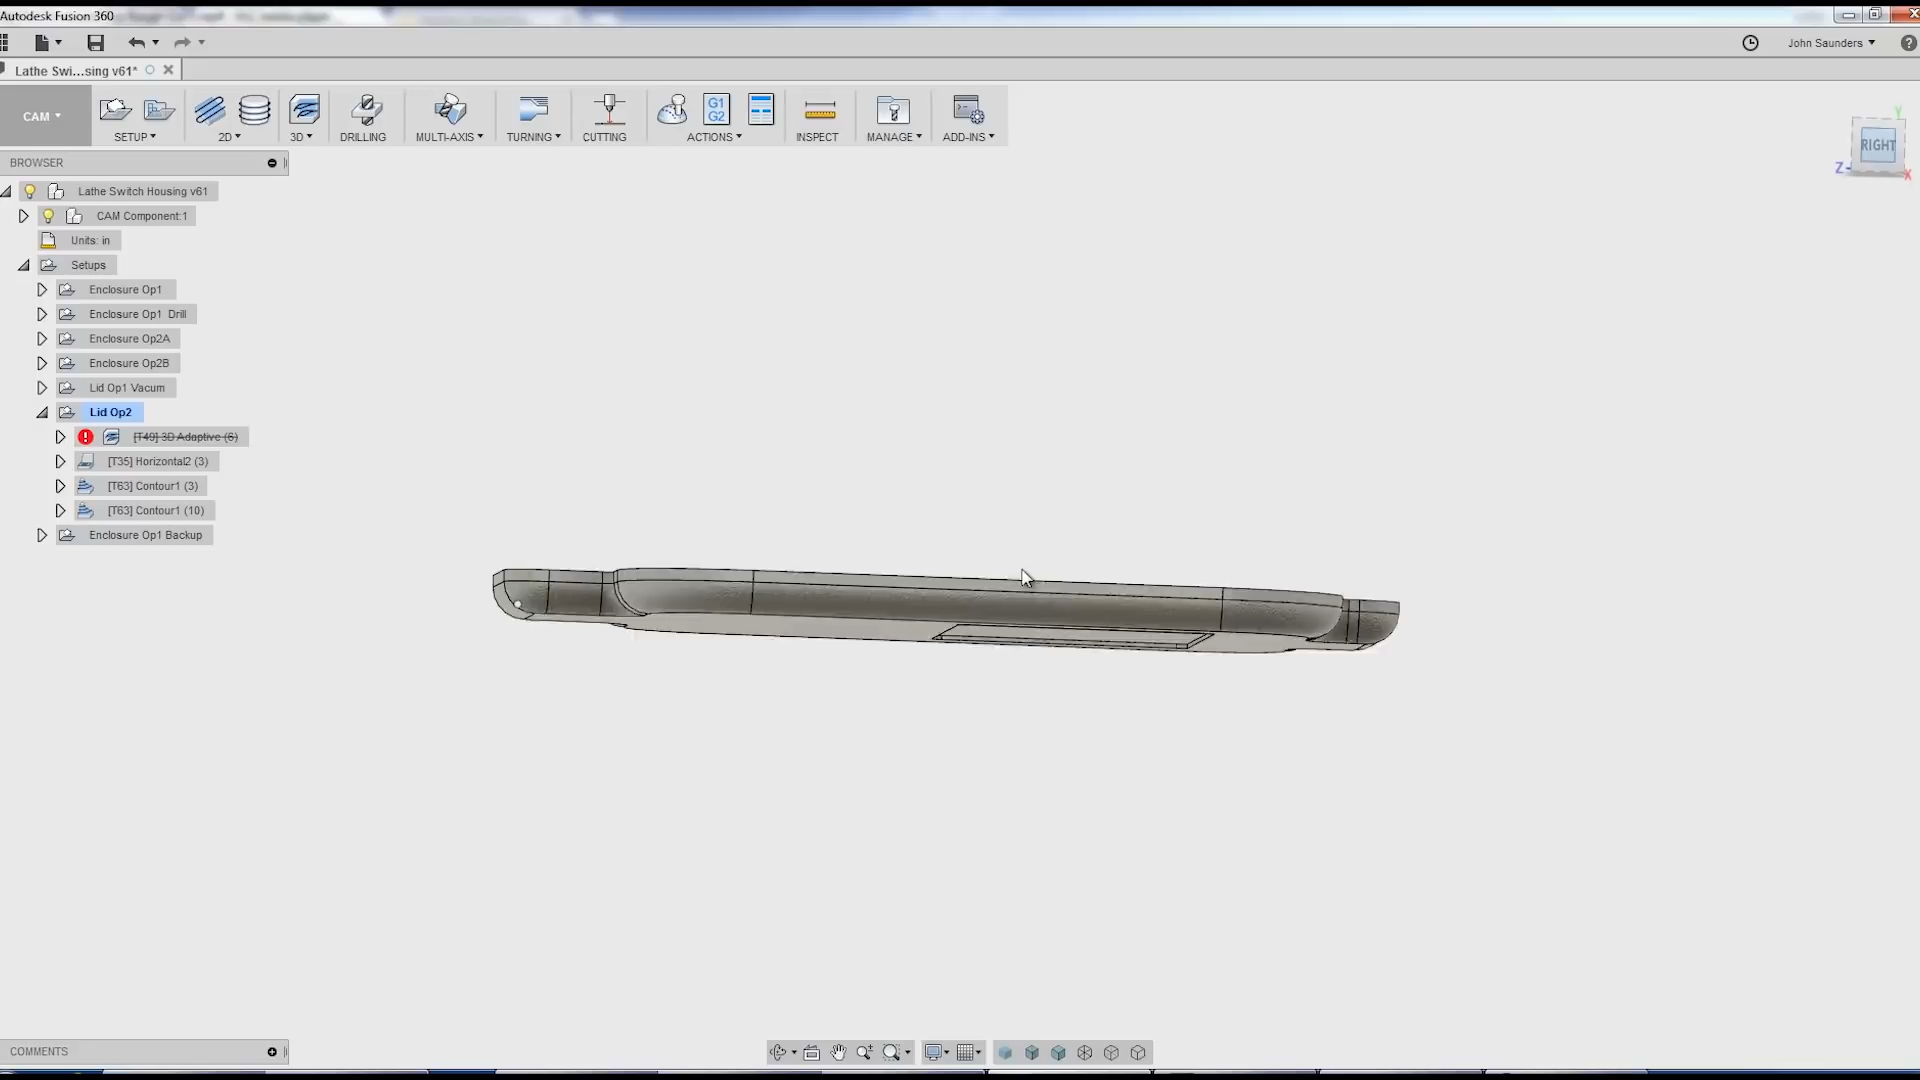 Autodesk Fusion 360
John Saunders
Lathe Swi...sing v61*
CAM
SETUP
2D
3D
DRILLING
MULTI-AXIS
TURNING
CUTTING
G1
G2
ACTIONS
INSPECT
MANAGE
ADD-INS
Y
RIGHT
Z
X
BROWSER
Lathe Switch Housing v61
CAM Component:1
Units: in
Setups
Enclosure Op1
Enclosure Op1 Drill
Enclosure Op2A
Enclosure Op2B
Lid Op1 Vacum
Lid Op2
[T49] 3D Adaptive (6)
[T35] Horizontal2 (3)
[T63] Contour1 (3)
[T63] Contour1 (10)
Enclosure Op1 Backup
COMMENTS